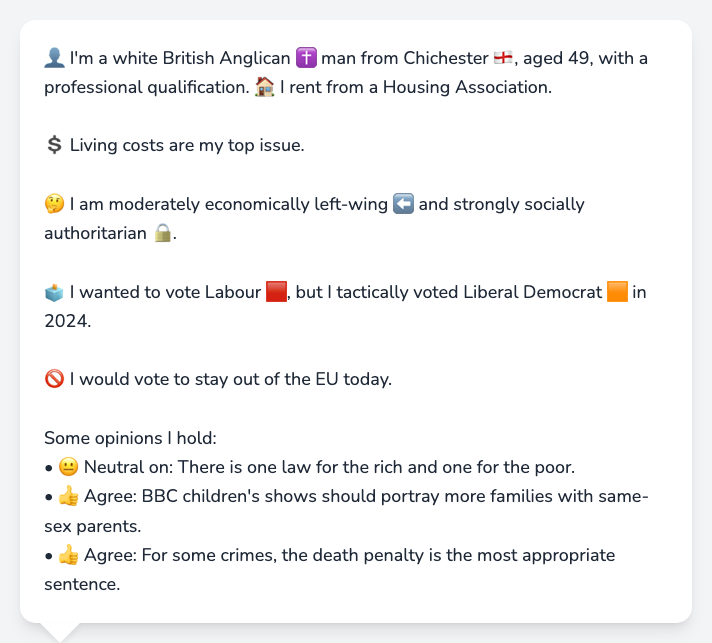 👤 I'm a white British Anglican ✝️ man from Chichester 🏴󠁧󠁢󠁥󠁮󠁧󠁿, aged 49, with a
professional qualification. 🏠 I rent from a Housing Association.
💲 Living costs are my top issue.
🤔 I am moderately economically left-wing ⬅️ and strongly socially
authoritarian 🔒.
🗳️ I wanted to vote Labour 🟥, but I tactically voted Liberal Democrat 🟧 in
2024.
🚫 I would vote to stay out of the EU today.
Some opinions I hold:
• 😐 Neutral on: There is one law for the rich and one for the poor.
• 👍 Agree: BBC children's shows should portray more families with same-
sex parents.
• 👍 Agree: For some crimes, the death penalty is the most appropriate
sentence.